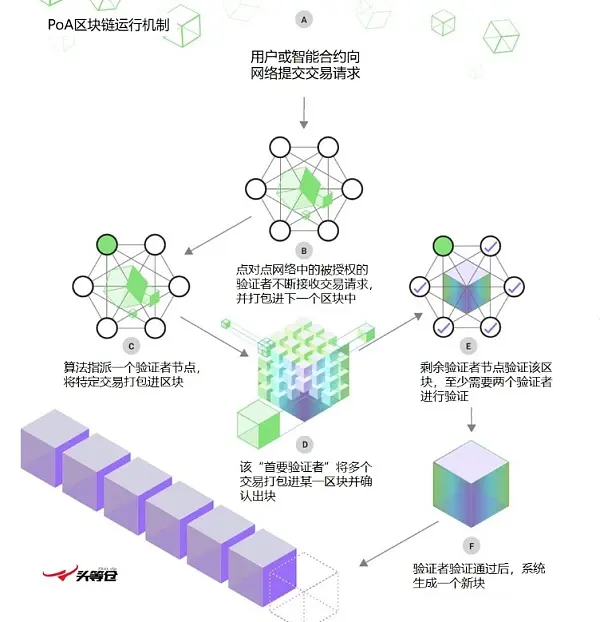 PoA区块链运行机制
A
用户或智能合约向
网络提交交易请求
B
点对点网络中的被授权的
验证者不断接收交易请求，
并打包进下一个区块中
C
算法指派一个验证者节点，
将特定交易打包进区块
D
该“首要验证者”将多个
交易打包进某一区块并确
认出块
E
剩余验证者节点验证该区
块，至少需要两个验证者
进行验证
F
验证者验证通过后，系统
生成一个新块
头等仓